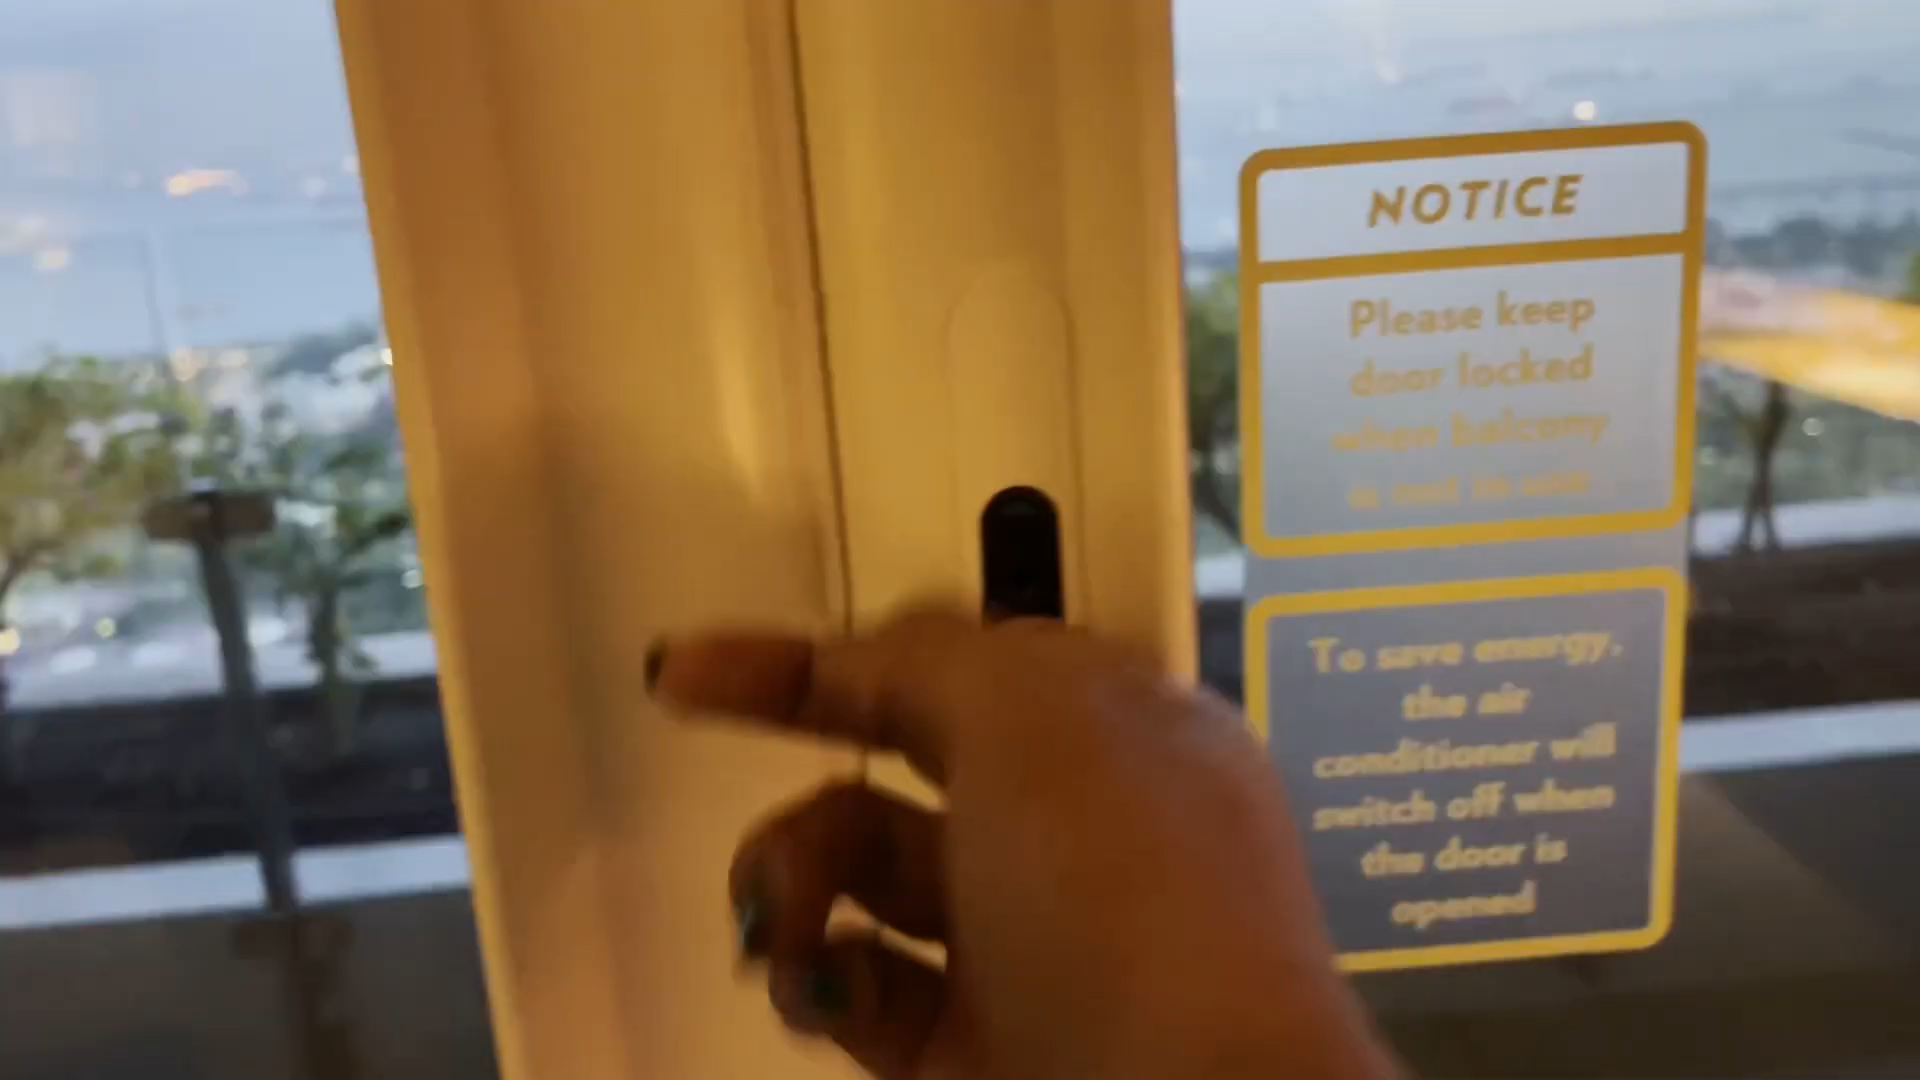 NOTICE
Please keep
door locked
when balcony
is not in use
To save energy,
the air
conditioner will
switch off when
the door is
opened